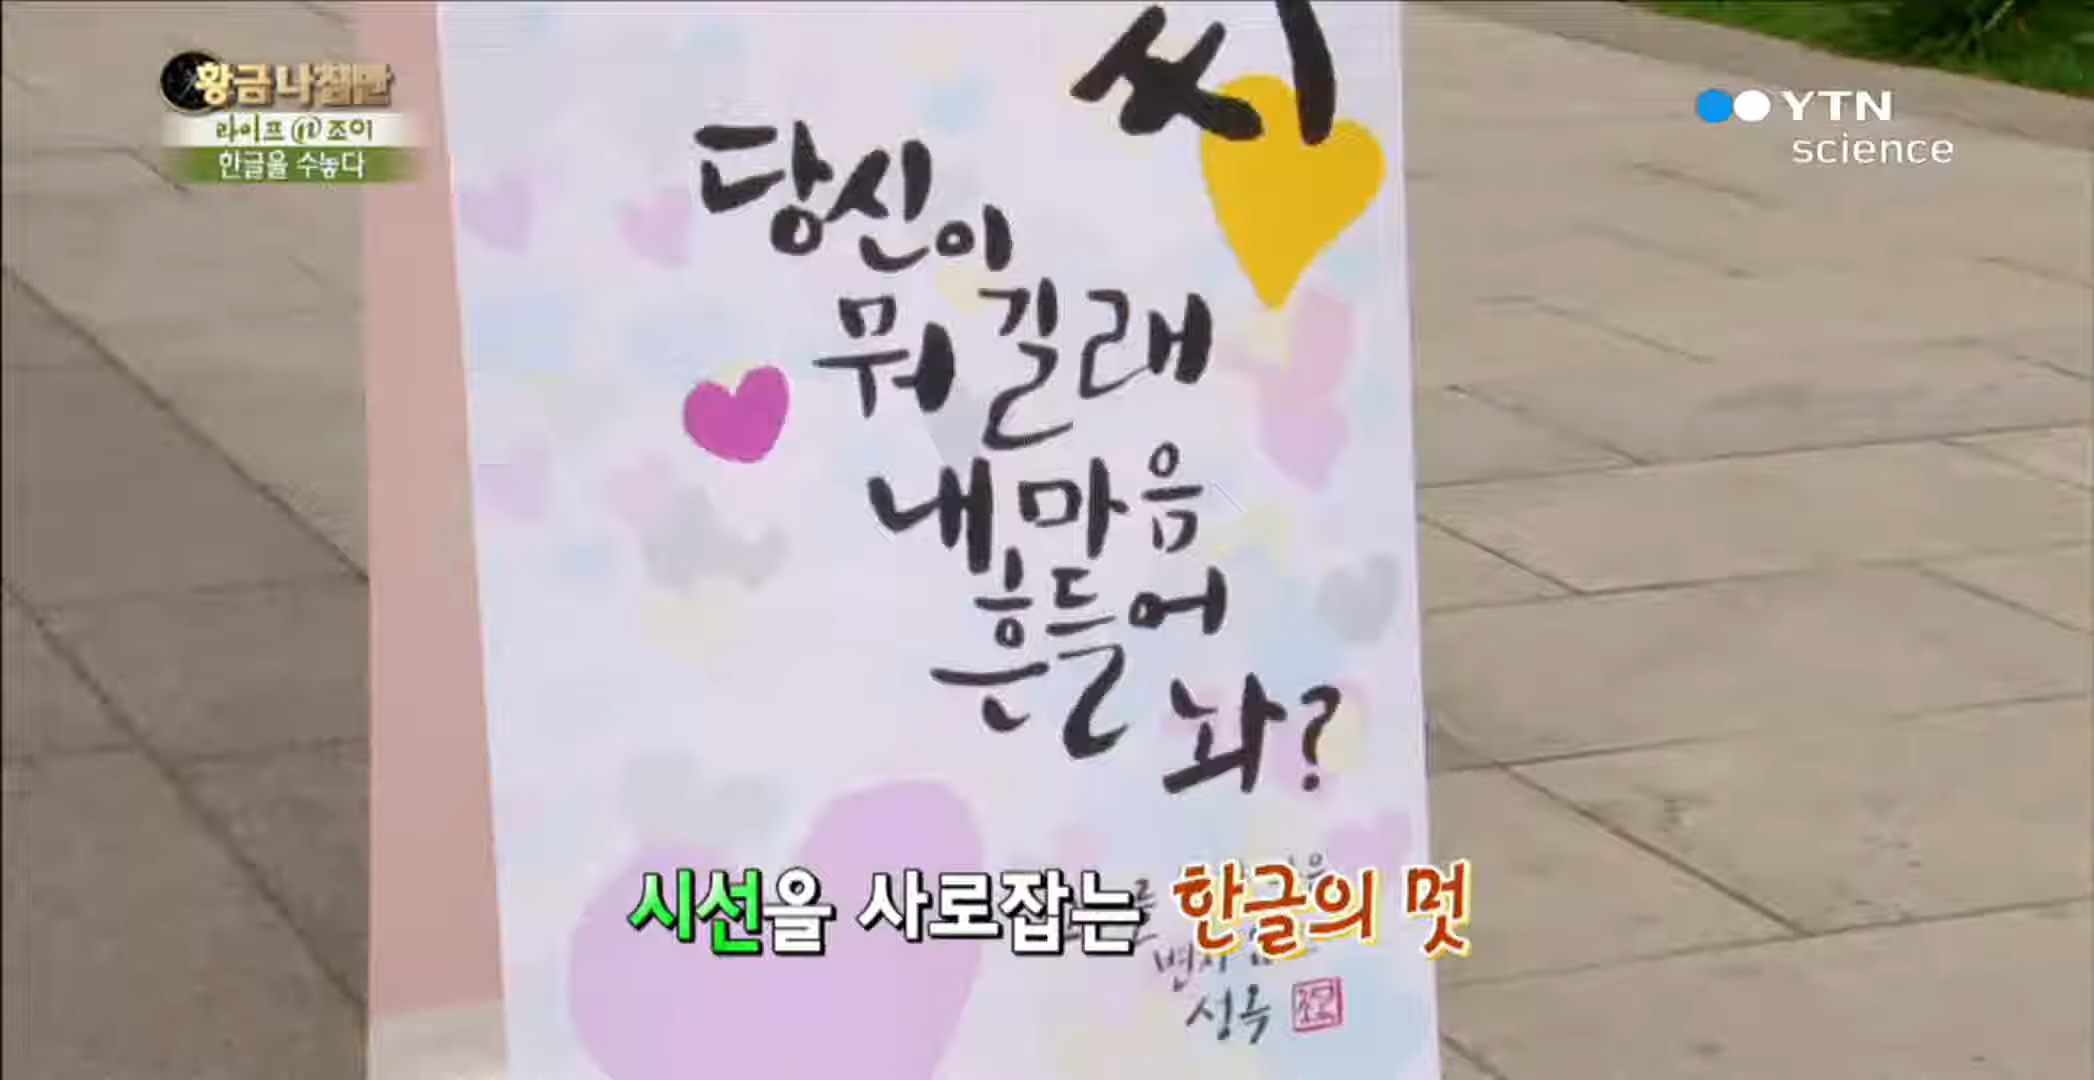 황금나침반
라이프@조이
한글을 수놓다
YTN
science
씨
당신이
뭐길래
내마음
흔들어
놔?
시선을 사로잡는 한글의 멋
성옥